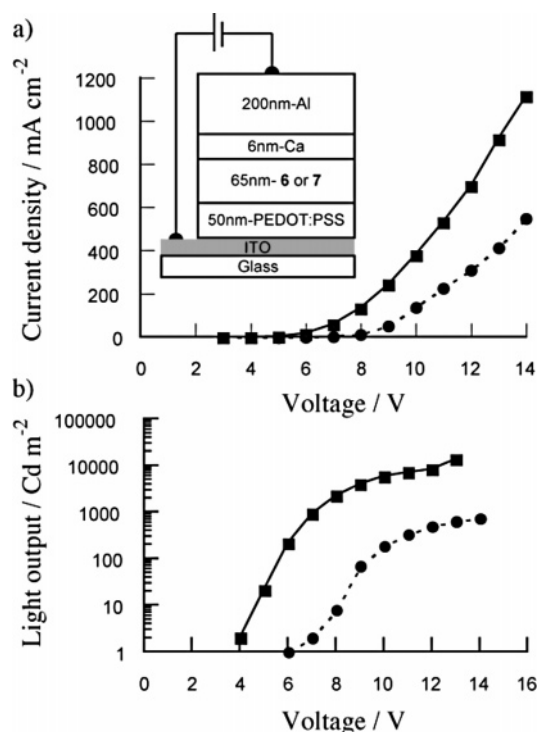 a)
Current density / mA cm⁻²
1200
1000
800
600
400
200
0
200nm-Al
6nm-Ca
65nm- 6 or 7
50nm-PEDOT:PSS
ITO
Glass
0 2 4 6 8 10 12 14
Voltage / V
b)
Light output / Cd m⁻²
100000
10000
1000
100
10
1
0 2 4 6 8 10 12 14 16
Voltage / V